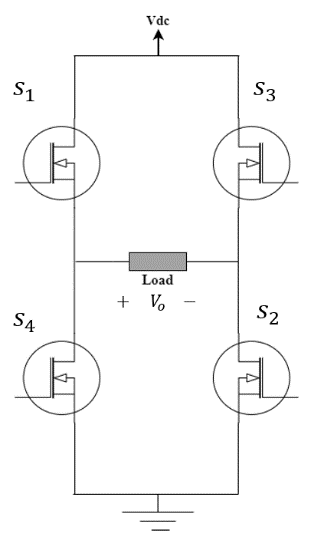 Vdc
S₁ S₃
Load
+ Vₒ −
S₄ S₂